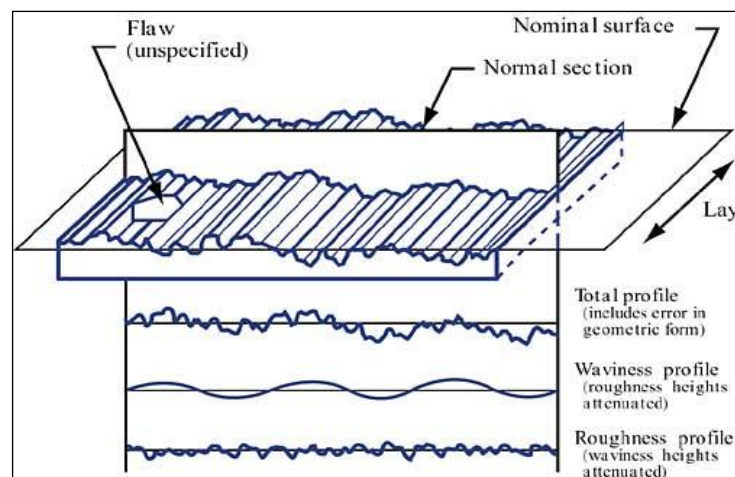 Flaw
(unspecified)
Nominal surface
Normal section
Lay
Total profile
(includes error in
geometric form)
Waviness profile
(roughness heights
attenuated)
Roughness profile
(waviness heights
attenuated)